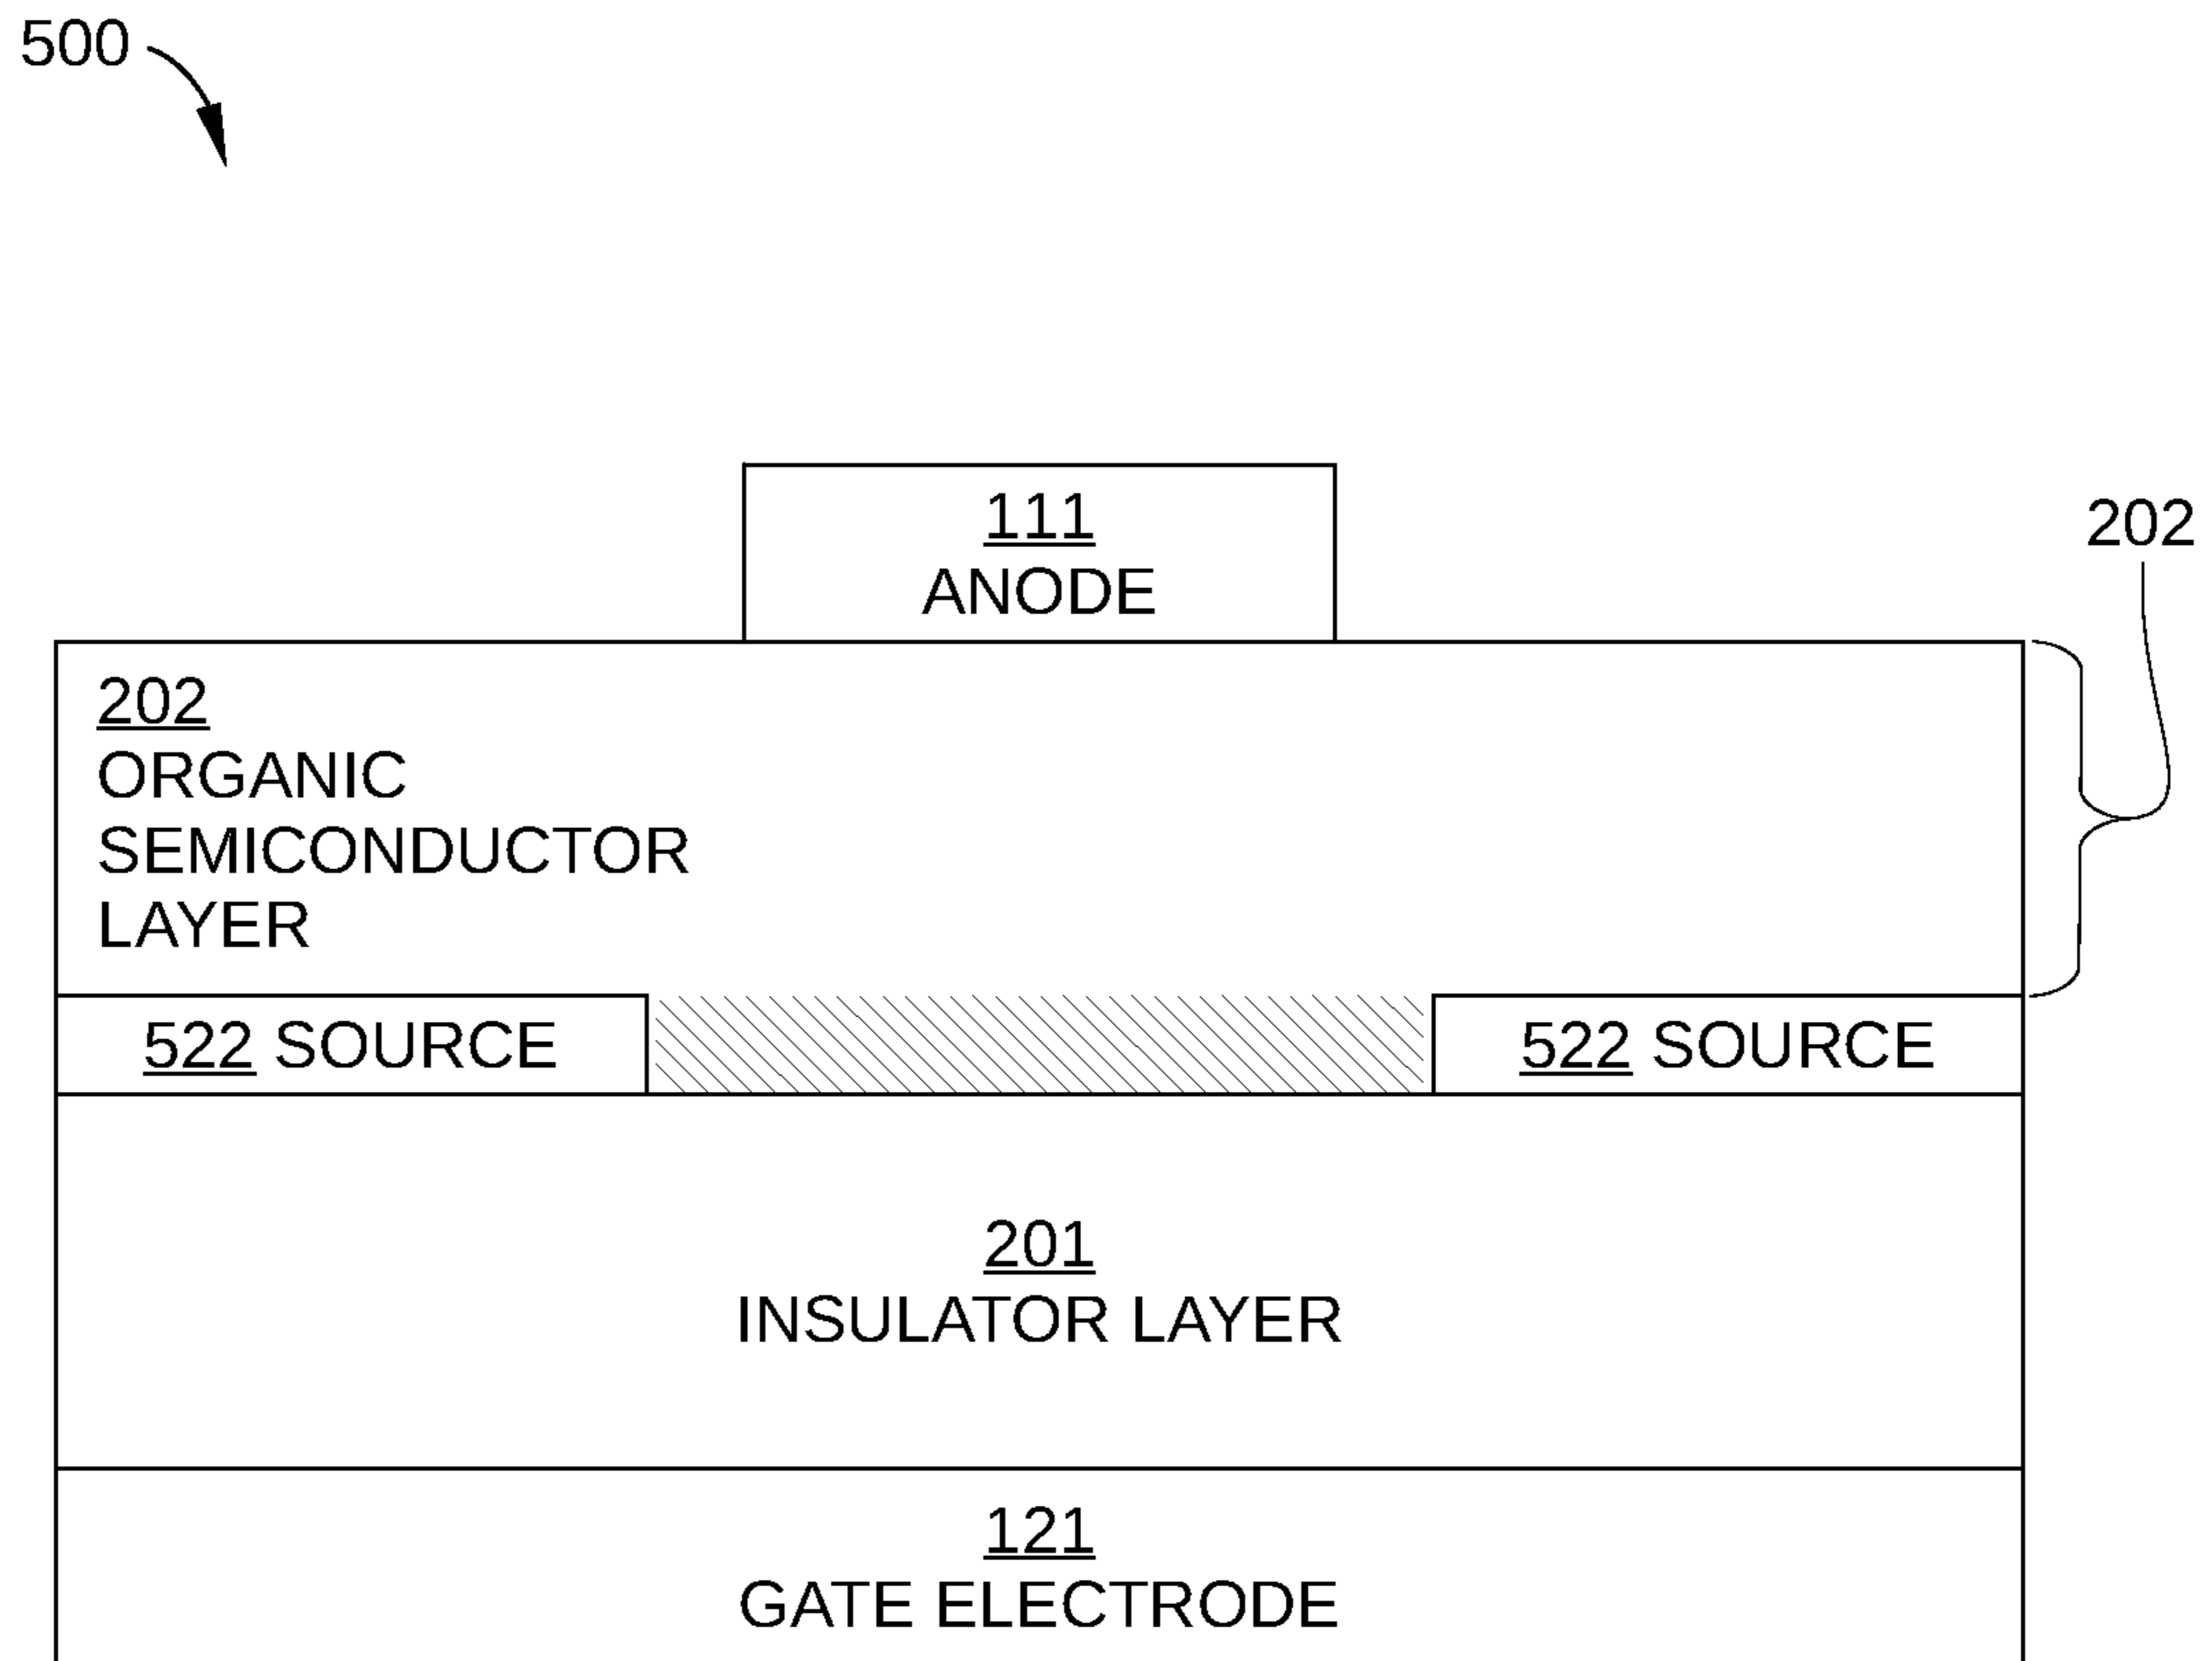 500
111
ANODE
202
202
ORGANIC
SEMICONDUCTOR
LAYER
522 SOURCE
522 SOURCE
201
INSULATOR LAYER
121
GATE ELECTRODE